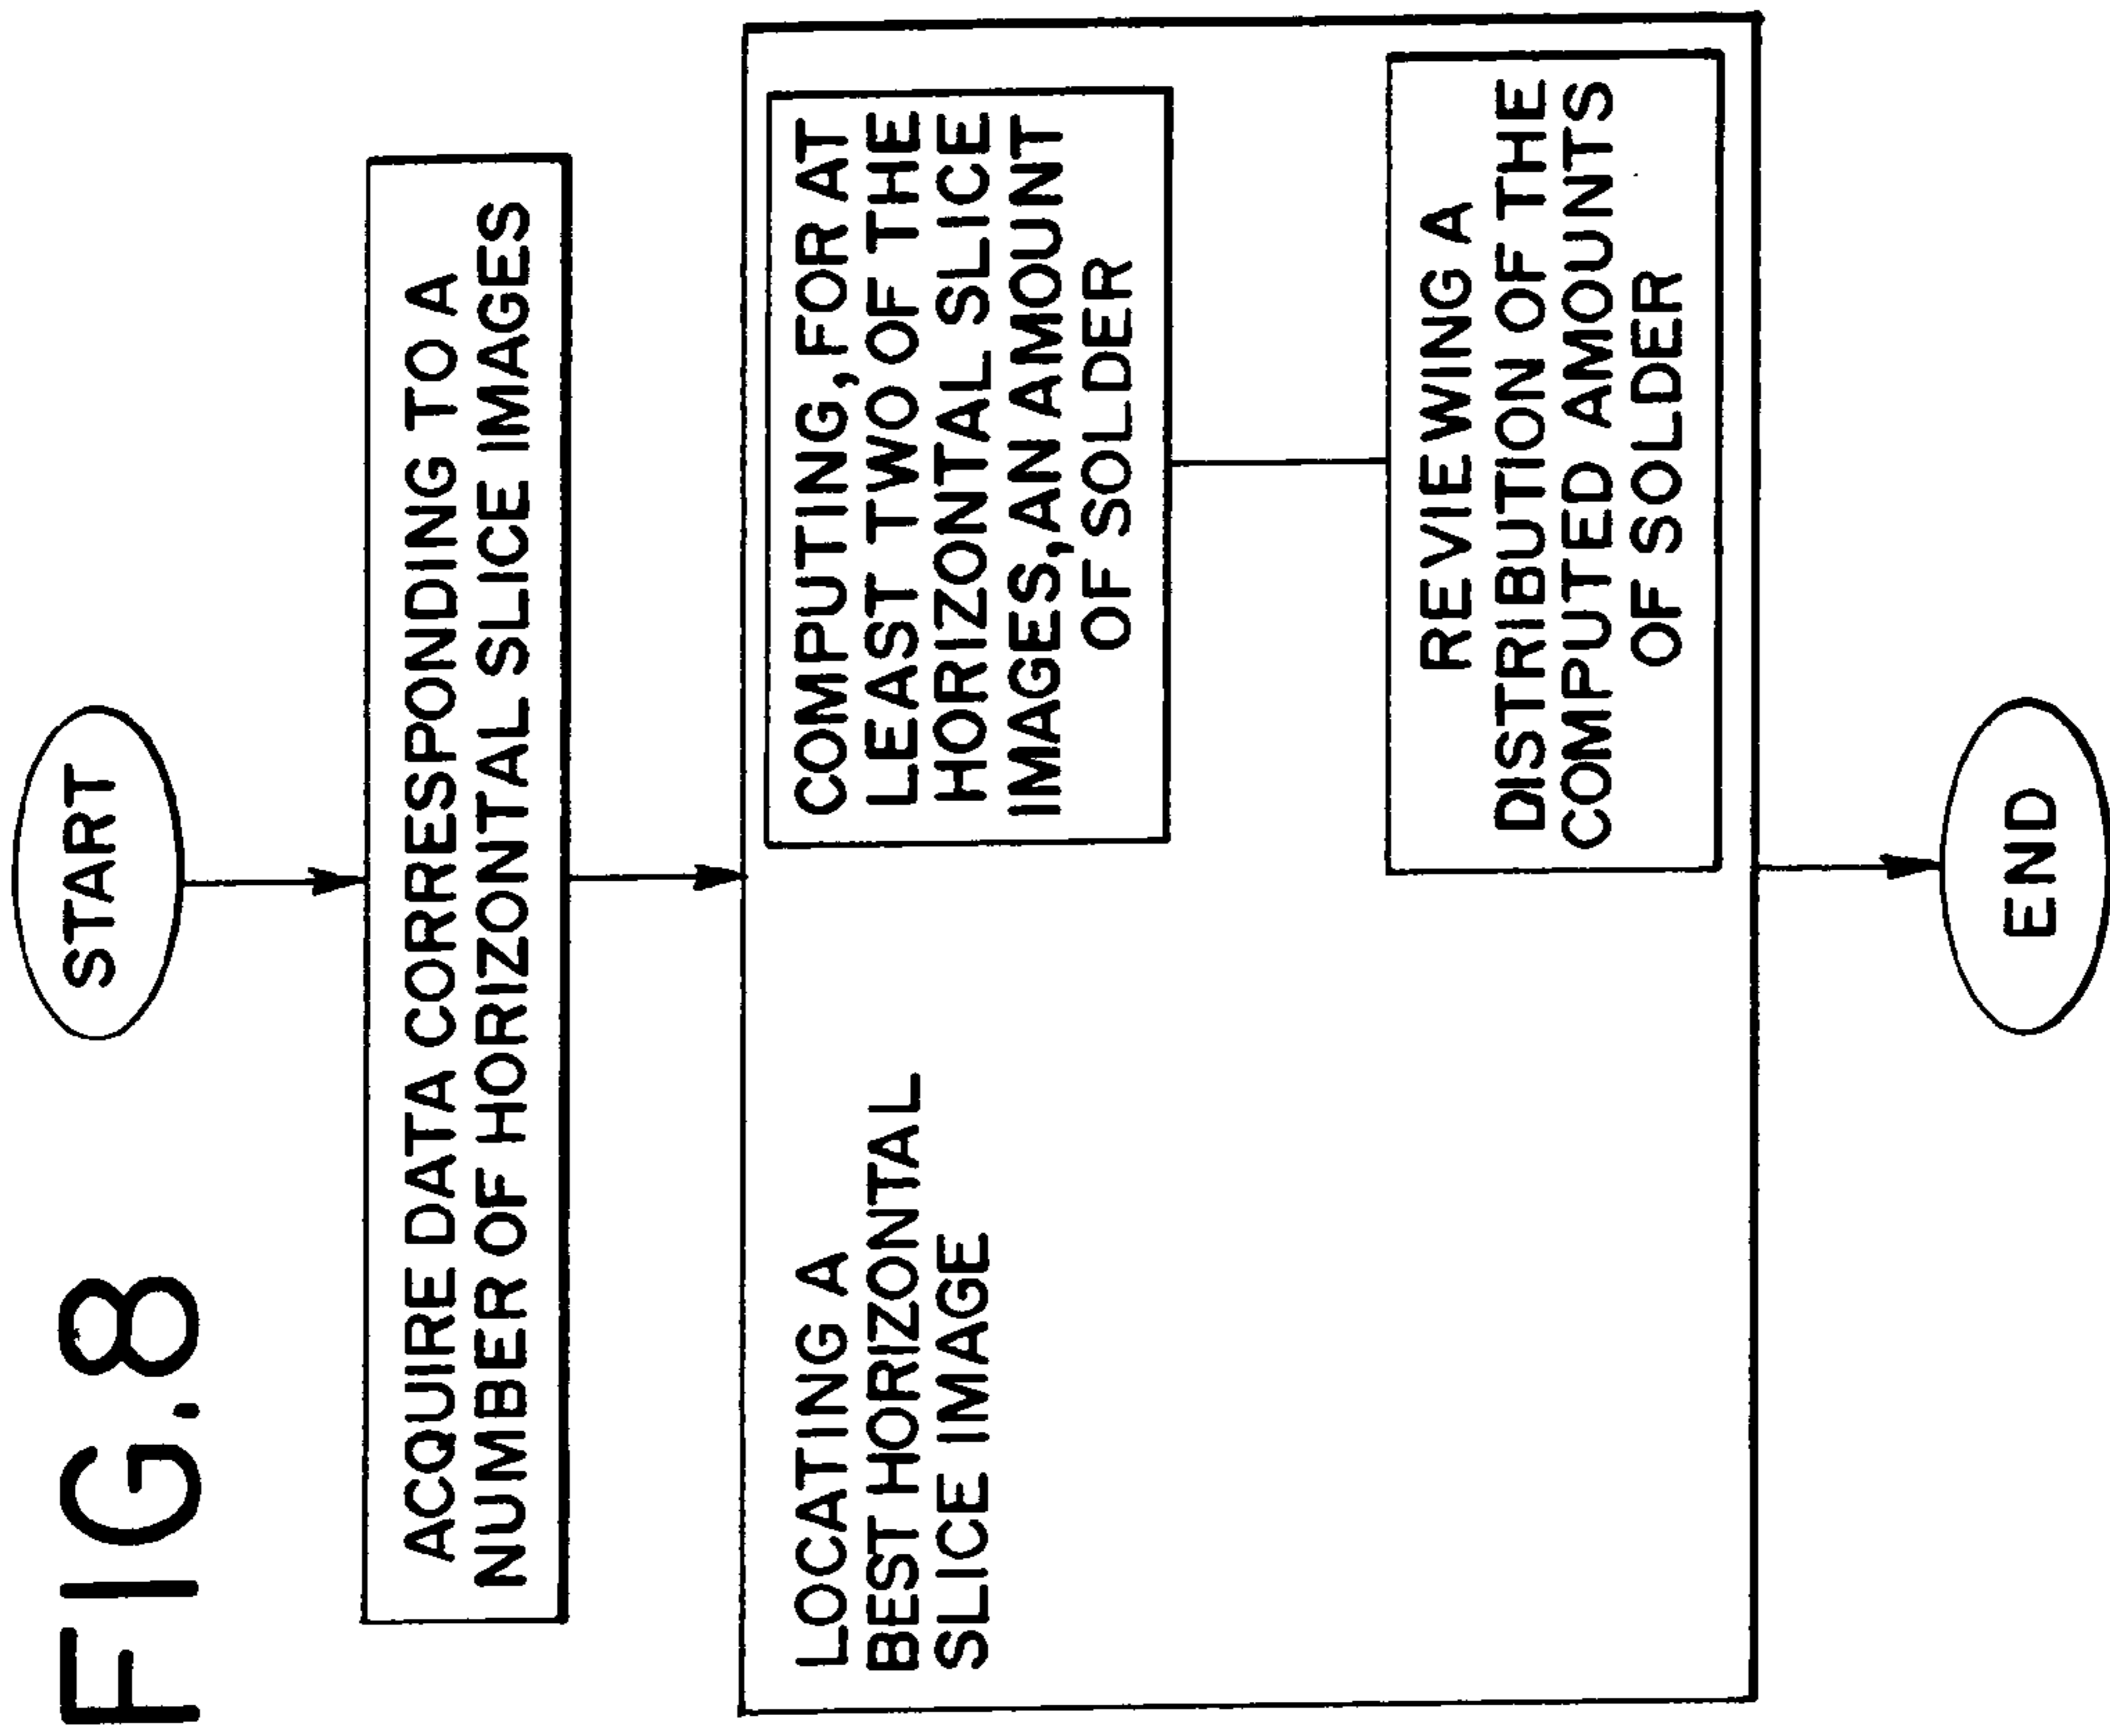 FIG.8
START
ACQUIRE DATA CORRESPONDING TO A
NUMBER OF HORIZONTAL SLICE IMAGES
LOCATING A
BEST HORIZONTAL
SLICE IMAGE
COMPUTING, FOR AT
LEAST TWO OF THE
HORIZONTAL SLICE
IMAGES, AN AMOUNT
OF SOLDER
REVIEWING A
DISTRIBUTION OF THE
COMPUTED AMOUNTS
OF SOLDER
END